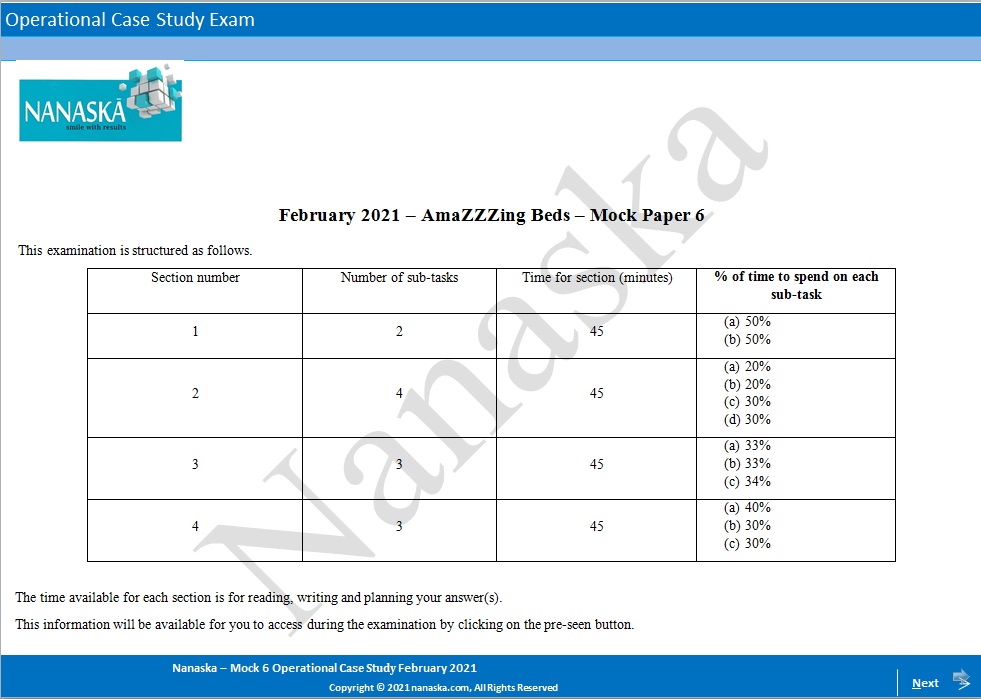 Operational Case Study Exam
NANASKĀ
smile with results
Nanaska
February 2021 – AmaZZZing Beds – Mock Paper 6
This examination is structured as follows.
Section number Number of sub-tasks Time for section (minutes) % of time to spend on each
sub-task
1 2 45 (a) 50%
(b) 50%
2 4 45 (a) 20%
(b) 20%
(c) 30%
(d) 30%
3 3 45 (a) 33%
(b) 33%
(c) 34%
4 3 45 (a) 40%
(b) 30%
(c) 30%
The time available for each section is for reading, writing and planning your answer(s).
This information will be available for you to access during the examination by clicking on the pre-seen button.
Nanaska – Mock 6 Operational Case Study February 2021
Copyright © 2021 nanaska.com, All Rights Reserved
Next